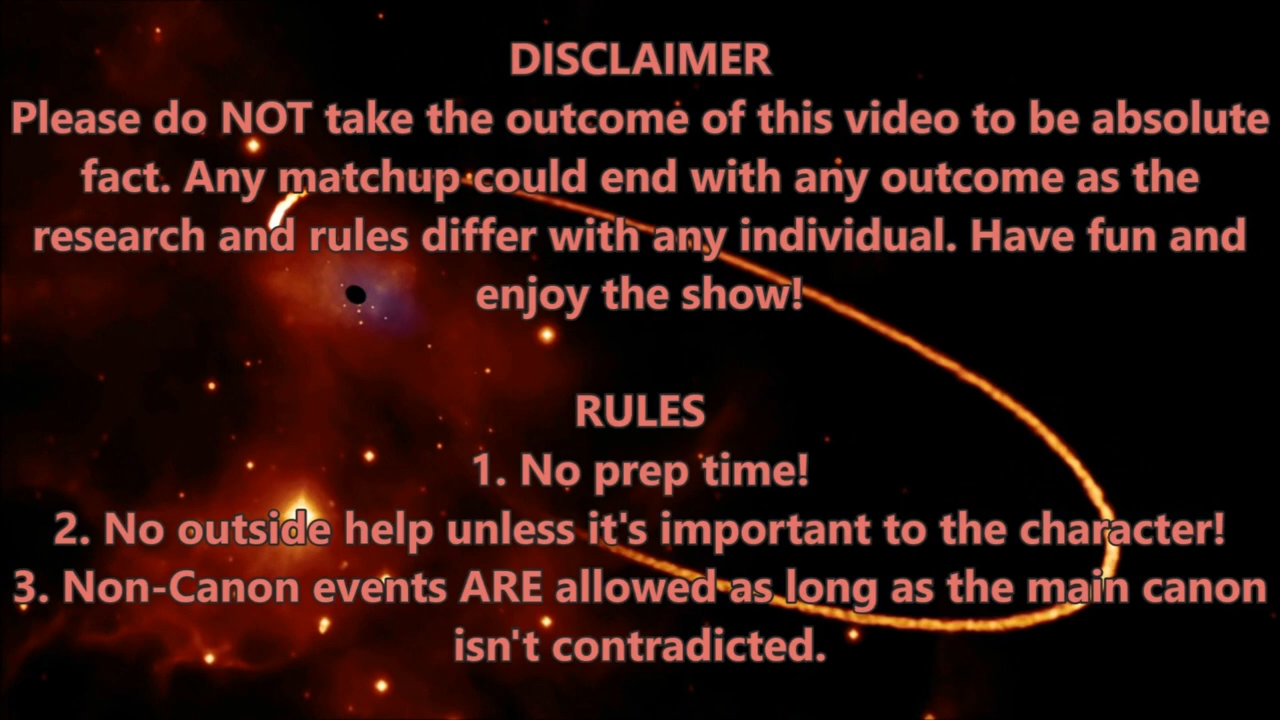 DISCLAIMER
Please do NOT take the outcome of this video to be absolute
fact. Any matchup could end with any outcome as the
research and rules differ with any individual. Have fun and
enjoy the show!
RULES
1. No prep time!
2. No outside help unless it's important to the character!
3. Non-Canon events ARE allowed as long as the main canon
isn't contradicted.